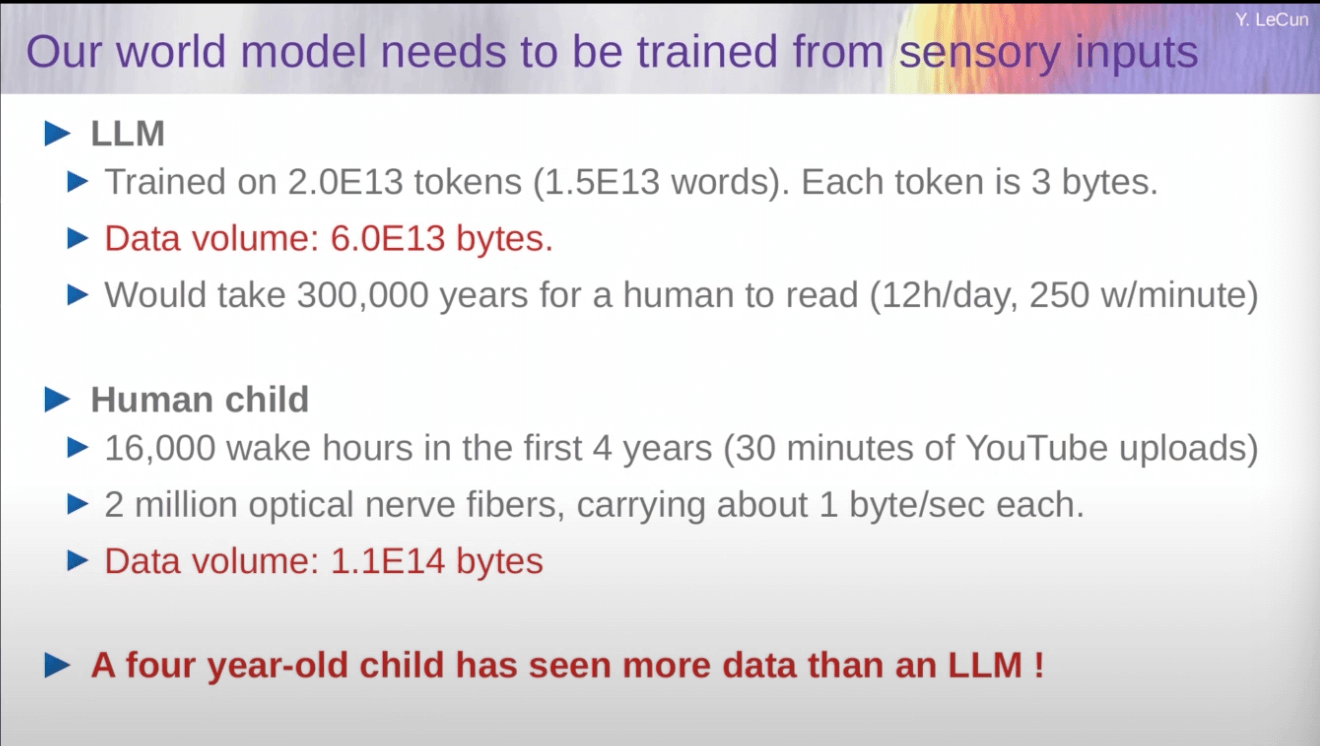 Y. LeCun
Our world model needs to be trained from sensory inputs
LLM
Trained on 2.0E13 tokens (1.5E13 words). Each token is 3 bytes.
Data volume: 6.0E13 bytes.
Would take 300,000 years for a human to read (12h/day, 250 w/minute)
Human child
16,000 wake hours in the first 4 years (30 minutes of YouTube uploads)
2 million optical nerve fibers, carrying about 1 byte/sec each.
Data volume: 1.1E14 bytes
A four year-old child has seen more data than an LLM !